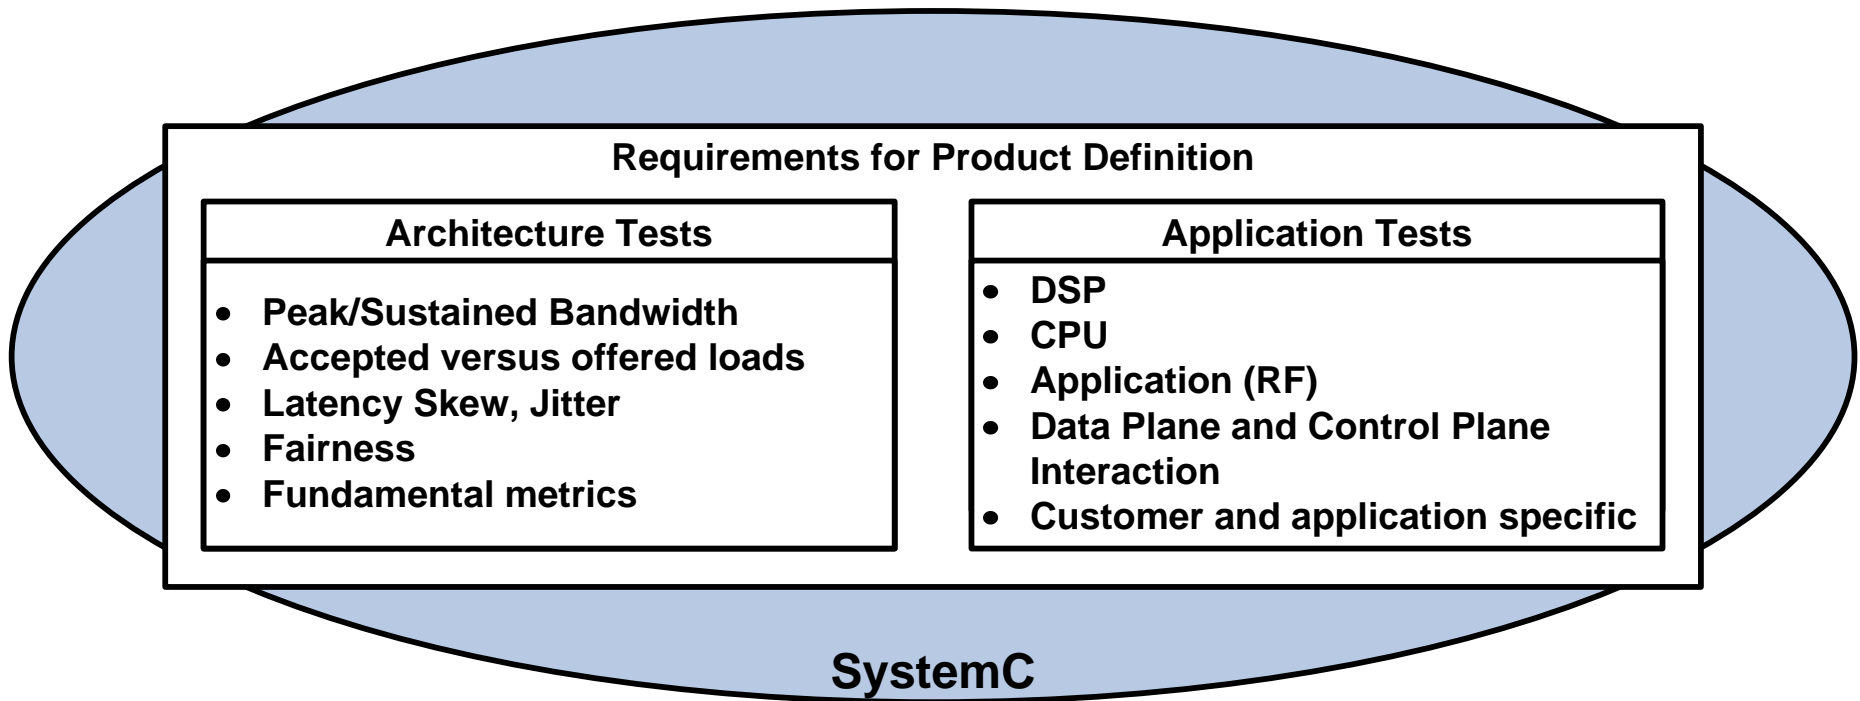 Requirements for Product Definition
Architecture Tests
• Peak/Sustained Bandwidth
• Accepted versus offered loads
• Latency Skew, Jitter
• Fairness
• Fundamental metrics
Application Tests
• DSP
• CPU
• Application (RF)
• Data Plane and Control Plane
Interaction
• Customer and application specific
SystemC